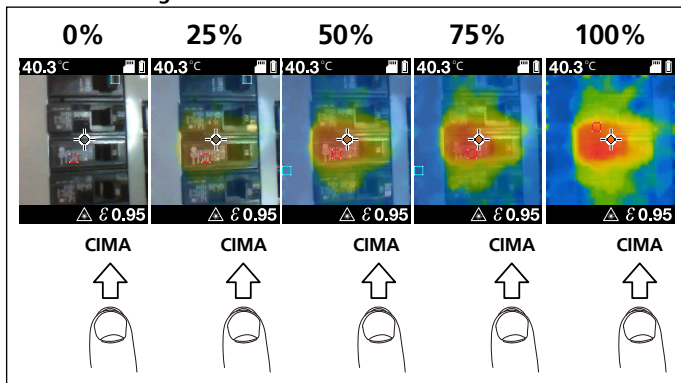 0% 25% 50% 75% 100%
40.3°C 40.3°C 40.3°C 40.3°C 40.3°C
ε 0.95 ε 0.95 ε 0.95 ε 0.95 ε 0.95
CIMA CIMA CIMA CIMA CIMA